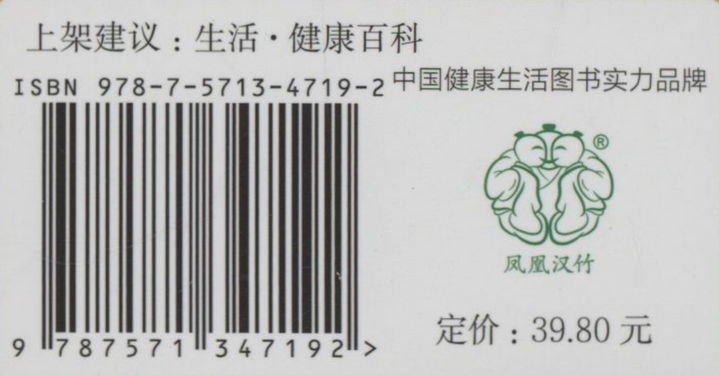 上架建议：生活·健康百科
ISBN 978-7-5713-4719-2
中国健康生活图书实力品牌
®
凤凰汉竹
定价：39.80 元
9 787571 347192 >